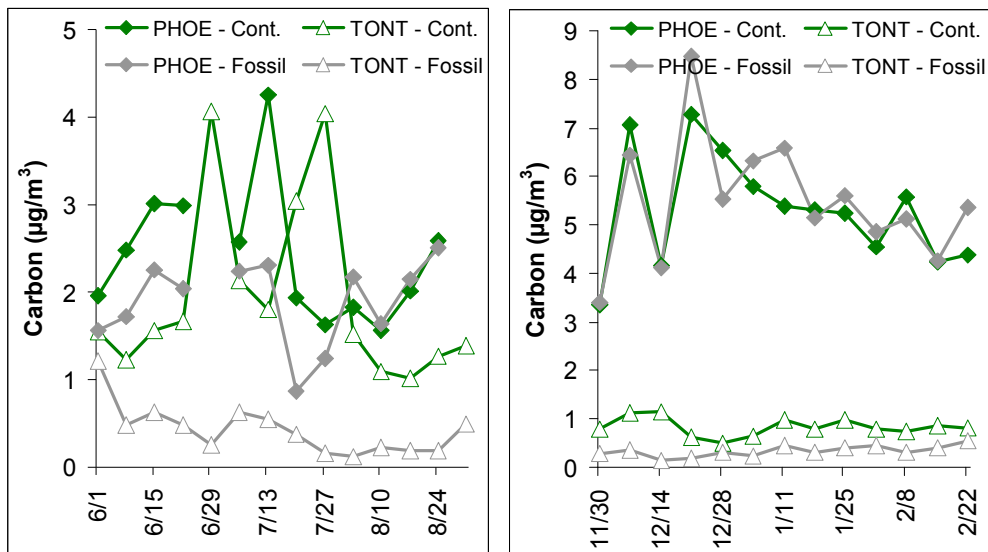 PHOE - Cont. TONT - Cont.
PHOE - Fossil TONT - Fossil
Carbon (µg/m³)
5
4
3
2
1
0
6/1 6/15 6/29 7/13 7/27 8/10 8/24
PHOE - Cont. TONT - Cont.
PHOE - Fossil TONT - Fossil
Carbon (µg/m³)
9
8
7
6
5
4
3
2
1
0
11/30 12/14 12/28 1/11 1/25 2/8 2/22